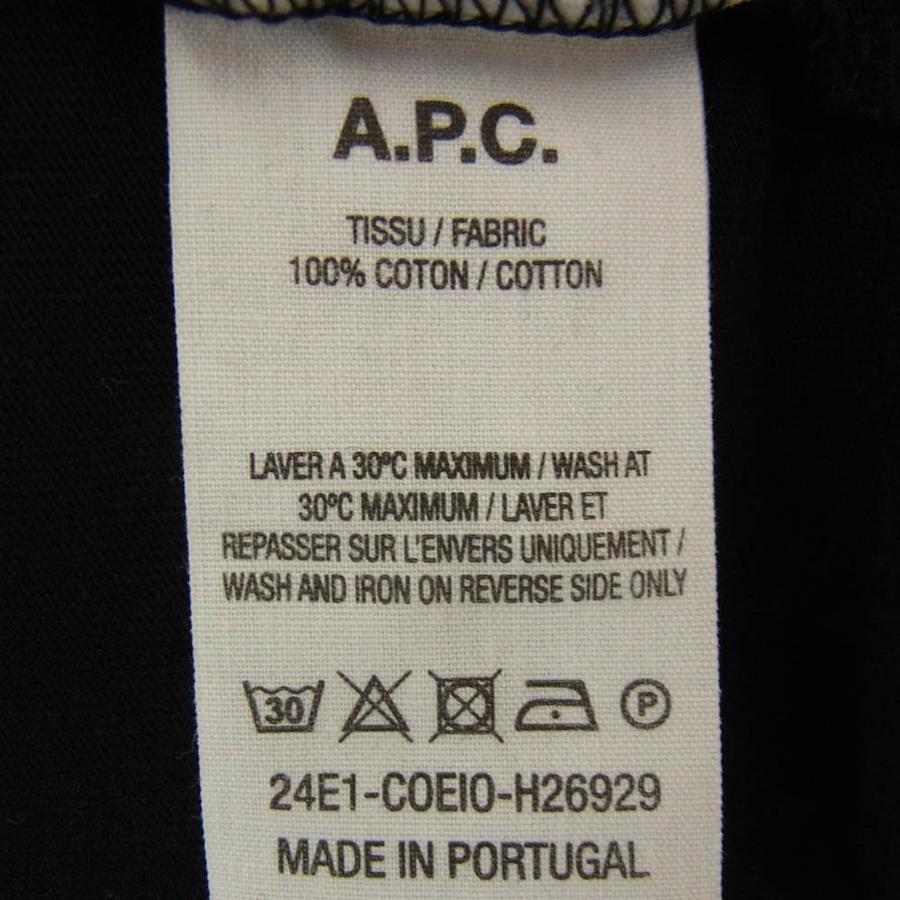 A.P.C.
TISSU / FABRIC
100% COTON / COTTON
LAVER A 30°C MAXIMUM / WASH AT
30°C MAXIMUM / LAVER ET
REPASSER SUR L'ENVERS UNIQUEMENT /
WASH AND IRON ON REVERSE SIDE ONLY
30 P
24E1-COEIO-H26929
MADE IN PORTUGAL